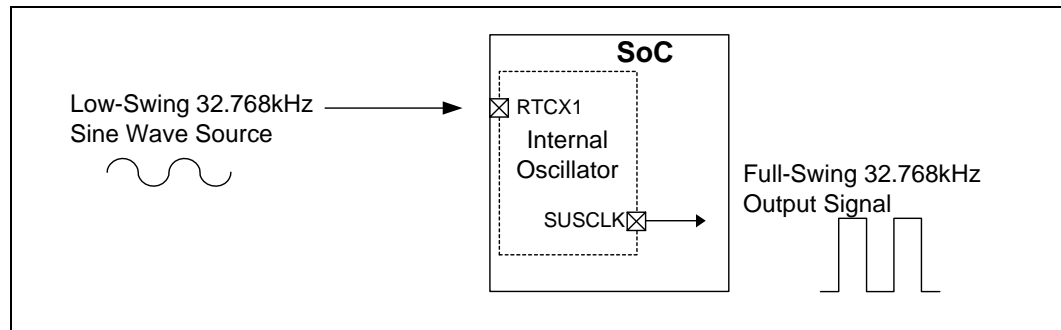 SoC
Low-Swing 32.768kHz
Sine Wave Source
RTCX1
Internal
Oscillator
SUSCLK
Full-Swing 32.768kHz
Output Signal